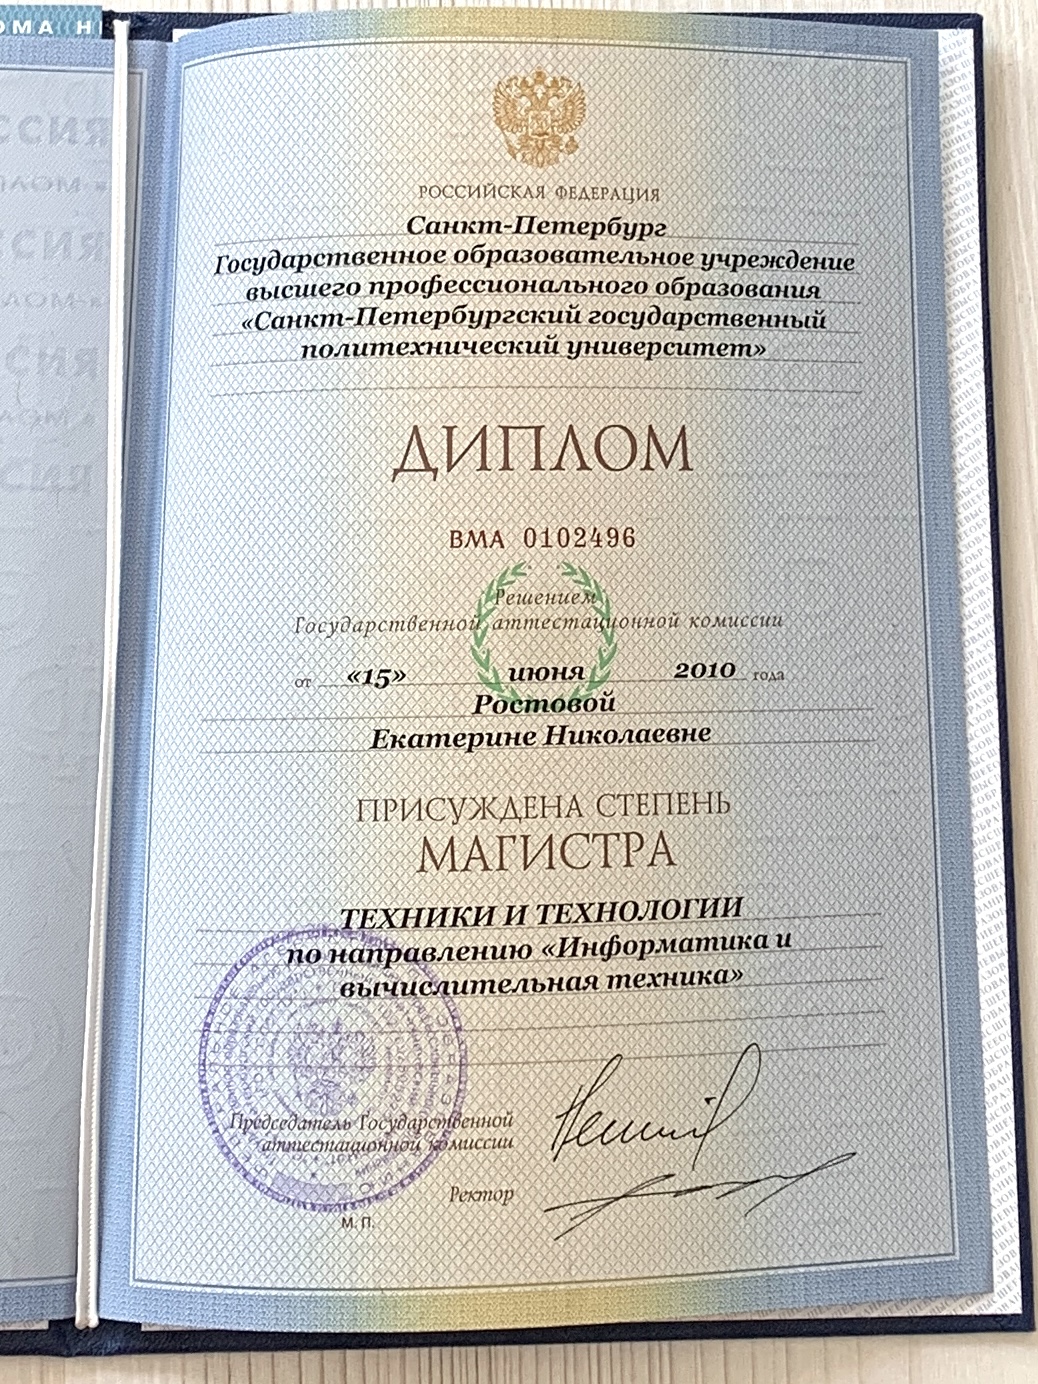 РОССИЙСКАЯ ФЕДЕРАЦИЯ
Санкт-Петербург
Государственное образовательное учреждение
высшего профессионального образования
«Санкт-Петербургский государственный
политехнический университет»
ДИПЛОМ
ВМА 0102496
Решением
Государственной аттестационной комиссии
от «15» июня 2010 года
Ростовой
Екатерине Николаевне
ПРИСУЖДЕНА СТЕПЕНЬ
МАГИСТРА
ТЕХНИКИ И ТЕХНОЛОГИИ
по направлению «Информатика и
вычислительная техника»
Председатель Государственной
аттестационной комиссии
Ректор
М. П.